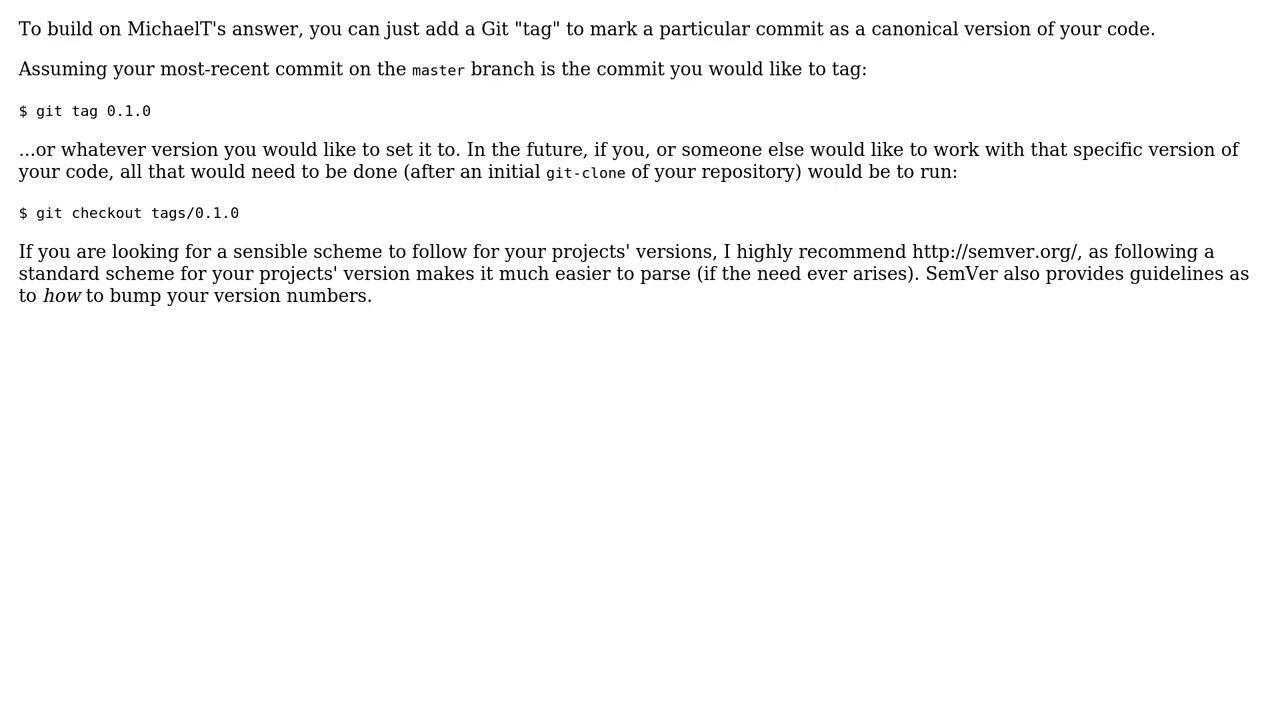 To build on MichaelT's answer, you can just add a Git "tag" to mark a particular commit as a canonical version of your code.
Assuming your most-recent commit on the master branch is the commit you would like to tag:
$ git tag 0.1.0
...or whatever version you would like to set it to. In the future, if you, or someone else would like to work with that specific version of
your code, all that would need to be done (after an initial git-clone of your repository) would be to run:
$ git checkout tags/0.1.0
If you are looking for a sensible scheme to follow for your projects' versions, I highly recommend http://semver.org/, as following a
standard scheme for your projects' version makes it much easier to parse (if the need ever arises). SemVer also provides guidelines as
to how to bump your version numbers.